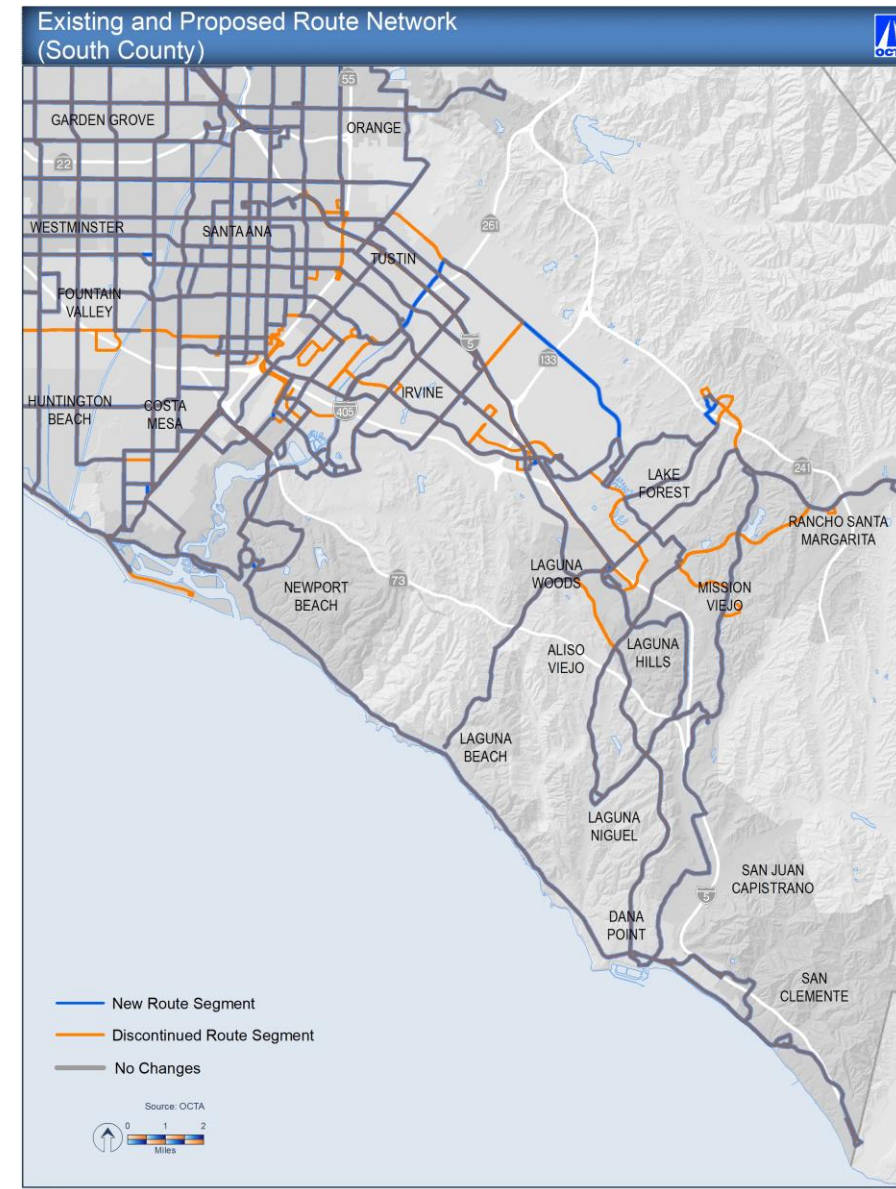 Existing and Proposed Route Network
(South County)
OCTA
55
GARDEN GROVE
ORANGE
22
WESTMINSTER
SANTA ANA
261
TUSTIN
FOUNTAIN
VALLEY
5
133
HUNTINGTON
BEACH
COSTA
MESA
405
IRVINE
LAKE
FOREST
241
RANCHO SANTA
MARGARITA
NEWPORT
BEACH
73
LAGUNA
WOODS
MISSION
VIEJO
ALISO
VIEJO
LAGUNA
HILLS
LAGUNA
BEACH
LAGUNA
NIGUEL
SAN JUAN
CAPISTRANO
5
DANA
POINT
SAN
CLEMENTE
New Route Segment
Discontinued Route Segment
No Changes
Source: OCTA
0 1 2
Miles